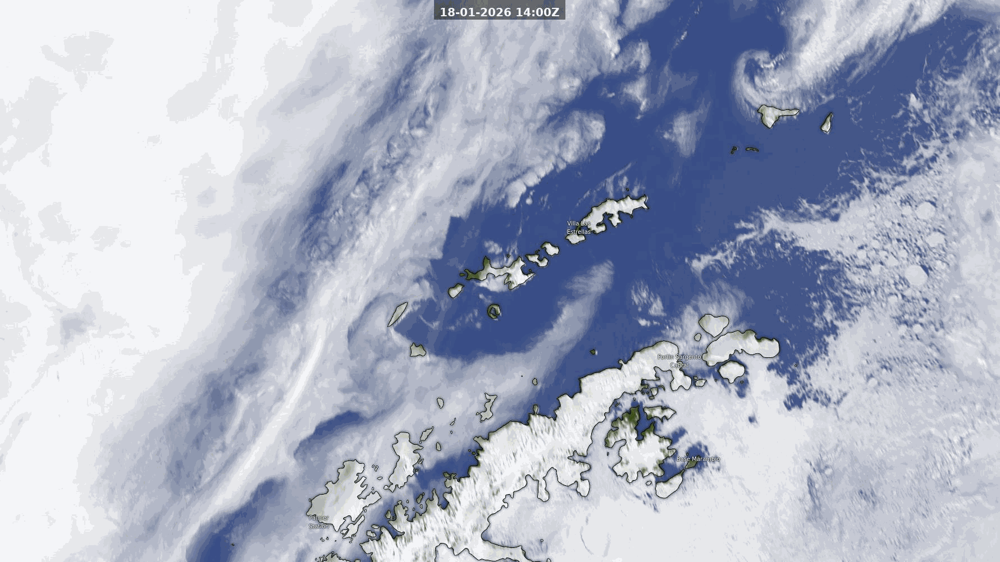 18-01-2026 14:00Z
Villa Las
Estrellas
Fortín Sargento
Cabral
Base Marambio
Palmer
Station